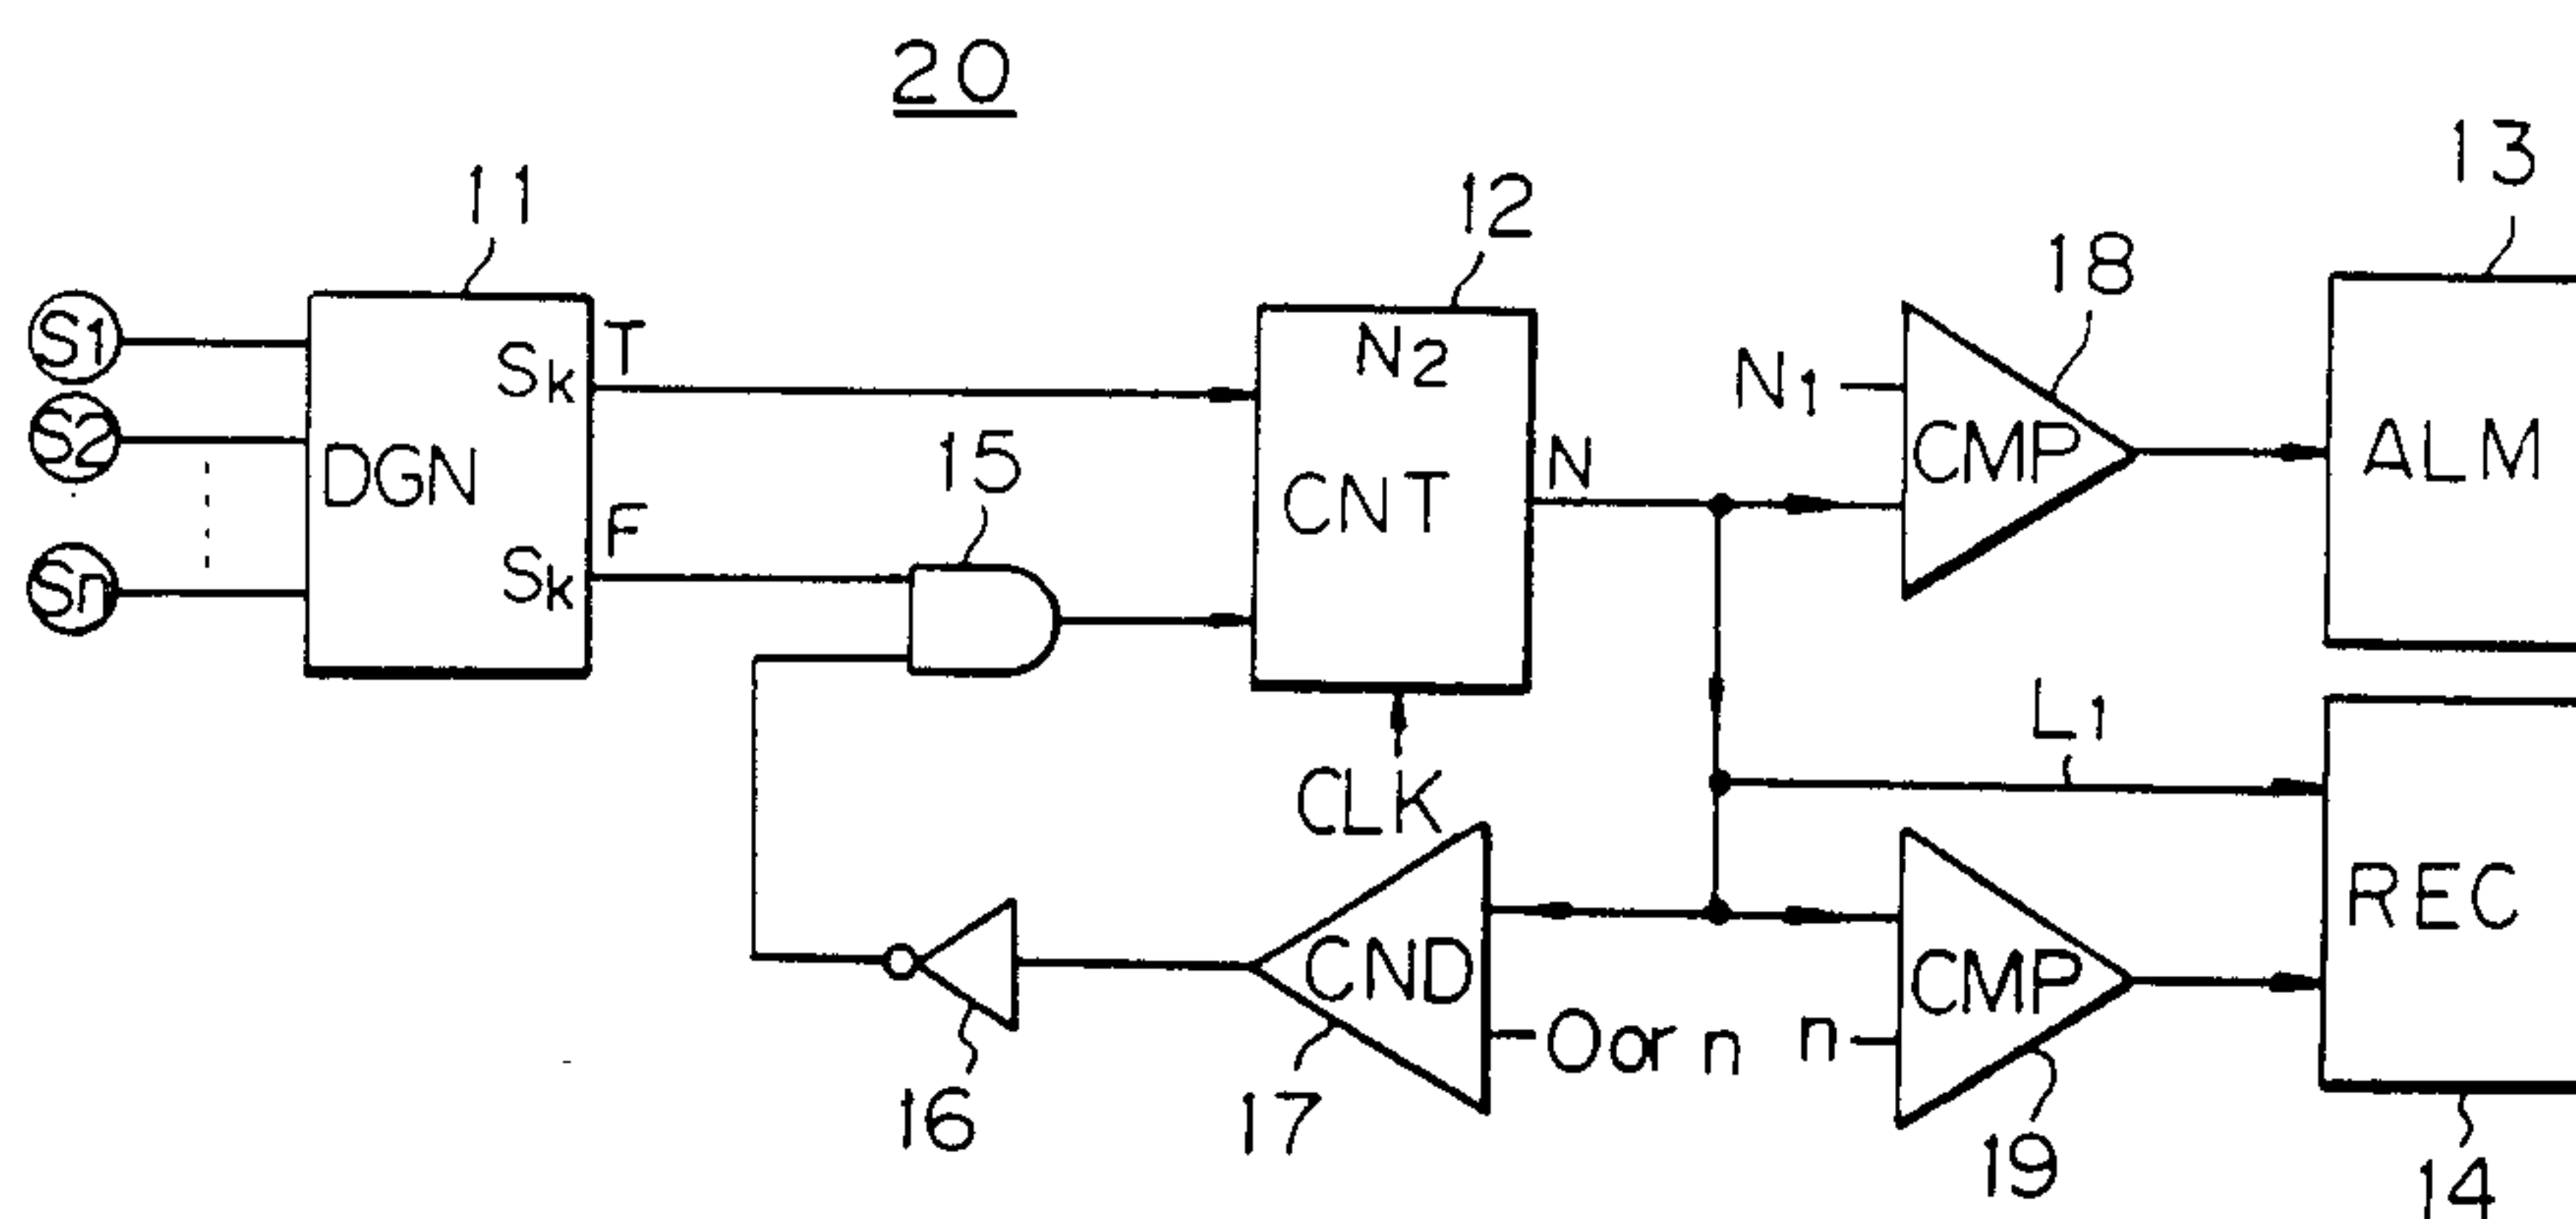 20
11
12
13
18
S1
S2
Sn
DGN
Sk
T
Sk
F
15
N2
CNT
N
CLK
N1
CMP
ALM
L1
REC
CND
0 or n
n
CMP
16
17
19
14